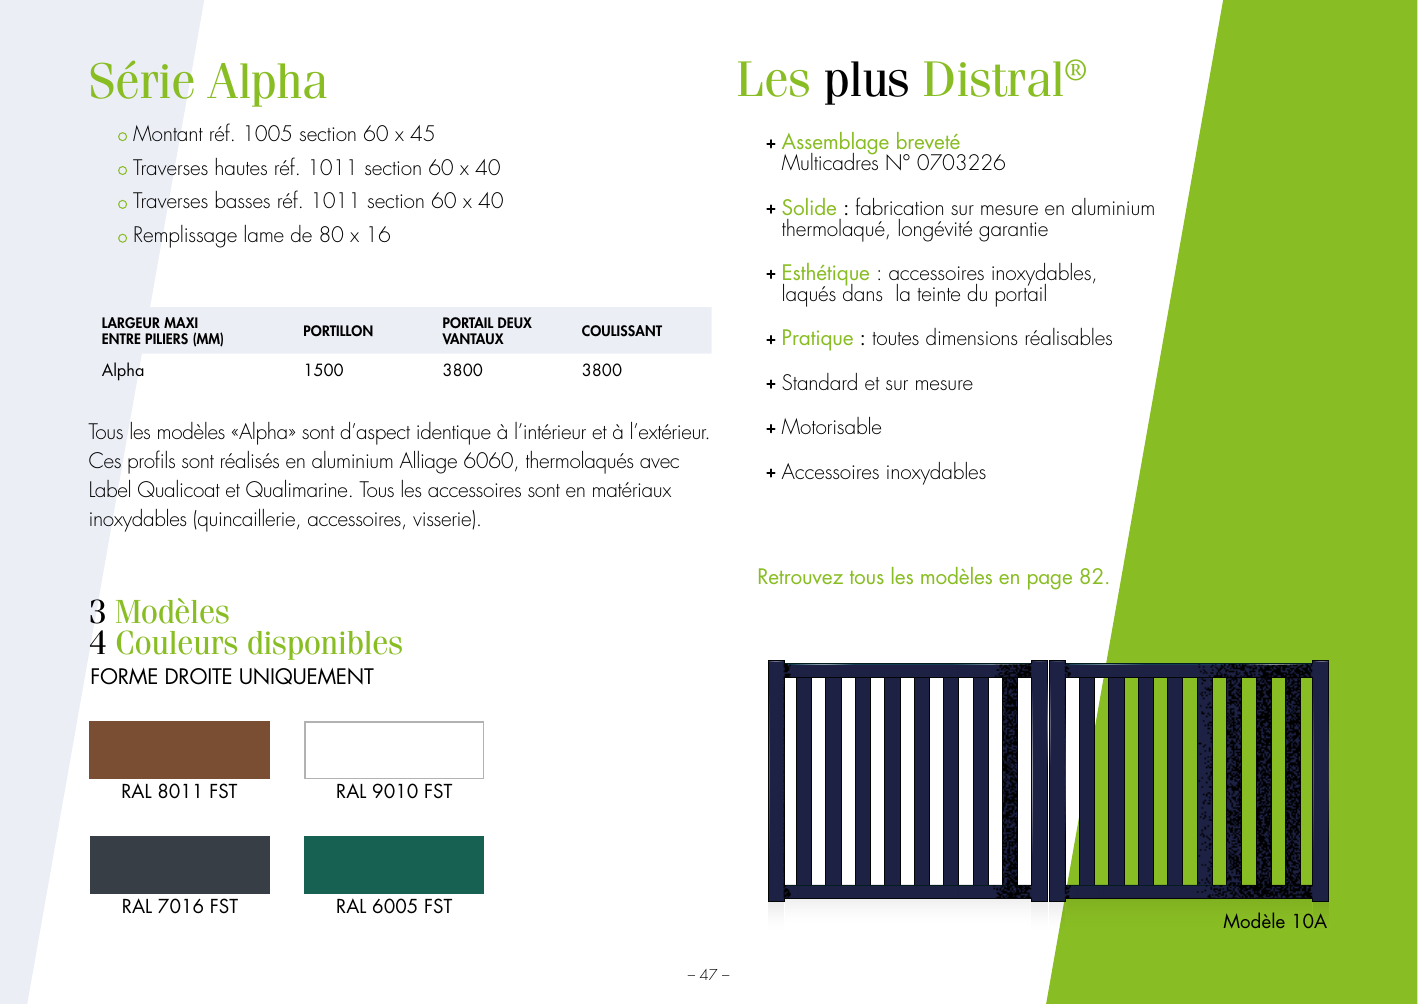 Série Alpha
Montant réf. 1005 section 60 x 45
Traverses hautes réf. 1011 section 60 x 40
Traverses basses réf. 1011 section 60 x 40
Remplissage lame de 80 x 16
LARGEUR MAXI
ENTRE PILIERS (MM)
PORTILLON
PORTAIL DEUX
VANTAUX
COULISSANT
Alpha 1500 3800 3800
Tous les modèles «Alpha» sont d’aspect identique à l’intérieur et à l’extérieur.
Ces profils sont réalisés en aluminium Alliage 6060, thermolaqués avec
Label Qualicoat et Qualimarine. Tous les accessoires sont en matériaux
inoxydables (quincaillerie, accessoires, visserie).
3 Modèles
4 Couleurs disponibles
FORME DROITE UNIQUEMENT
RAL 8011 FST
RAL 9010 FST
RAL 7016 FST
RAL 6005 FST
Les plus Distral®
+ Assemblage breveté
Multicadres N° 0703226
+ Solide : fabrication sur mesure en aluminium
thermolaqué, longévité garantie
+ Esthétique : accessoires inoxydables,
laqués dans  la teinte du portail
+ Pratique : toutes dimensions réalisables
+ Standard et sur mesure
+ Motorisable
+ Accessoires inoxydables
Retrouvez tous les modèles en page 82.
Modèle 10A
– 47 –